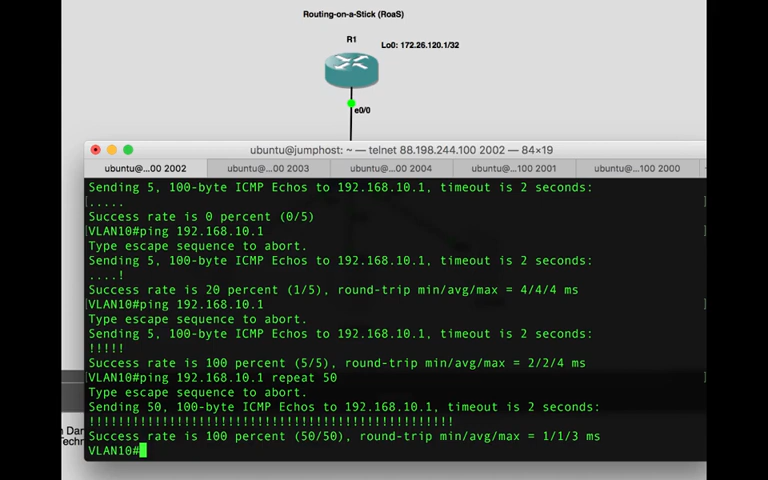 Routing-on-a-Stick (RoaS)
R1
Lo0: 172.26.120.1/32
e0/0
ubuntu@jumphost: ~ — telnet 88.198.244.100 2002 — 84×19
ubuntu@...00 2002 ubuntu@...00 2003 ubuntu@...00 2004 ubuntu@...100 2001 ubuntu@...100 2000
Sending 5, 100-byte ICMP Echos to 192.168.10.1, timeout is 2 seconds:
.....
Success rate is 0 percent (0/5)
VLAN10#ping 192.168.10.1
Type escape sequence to abort.
Sending 5, 100-byte ICMP Echos to 192.168.10.1, timeout is 2 seconds:
....!
Success rate is 20 percent (1/5), round-trip min/avg/max = 4/4/4 ms
VLAN10#ping 192.168.10.1
Type escape sequence to abort.
Sending 5, 100-byte ICMP Echos to 192.168.10.1, timeout is 2 seconds:
!!!!!
Success rate is 100 percent (5/5), round-trip min/avg/max = 2/2/4 ms
VLAN10#ping 192.168.10.1 repeat 50
Type escape sequence to abort.
Sending 50, 100-byte ICMP Echos to 192.168.10.1, timeout is 2 seconds:
!!!!!!!!!!!!!!!!!!!!!!!!!!!!!!!!!!!!!!!!!!!!!!!!!!
Success rate is 100 percent (50/50), round-trip min/avg/max = 1/1/3 ms
VLAN10#